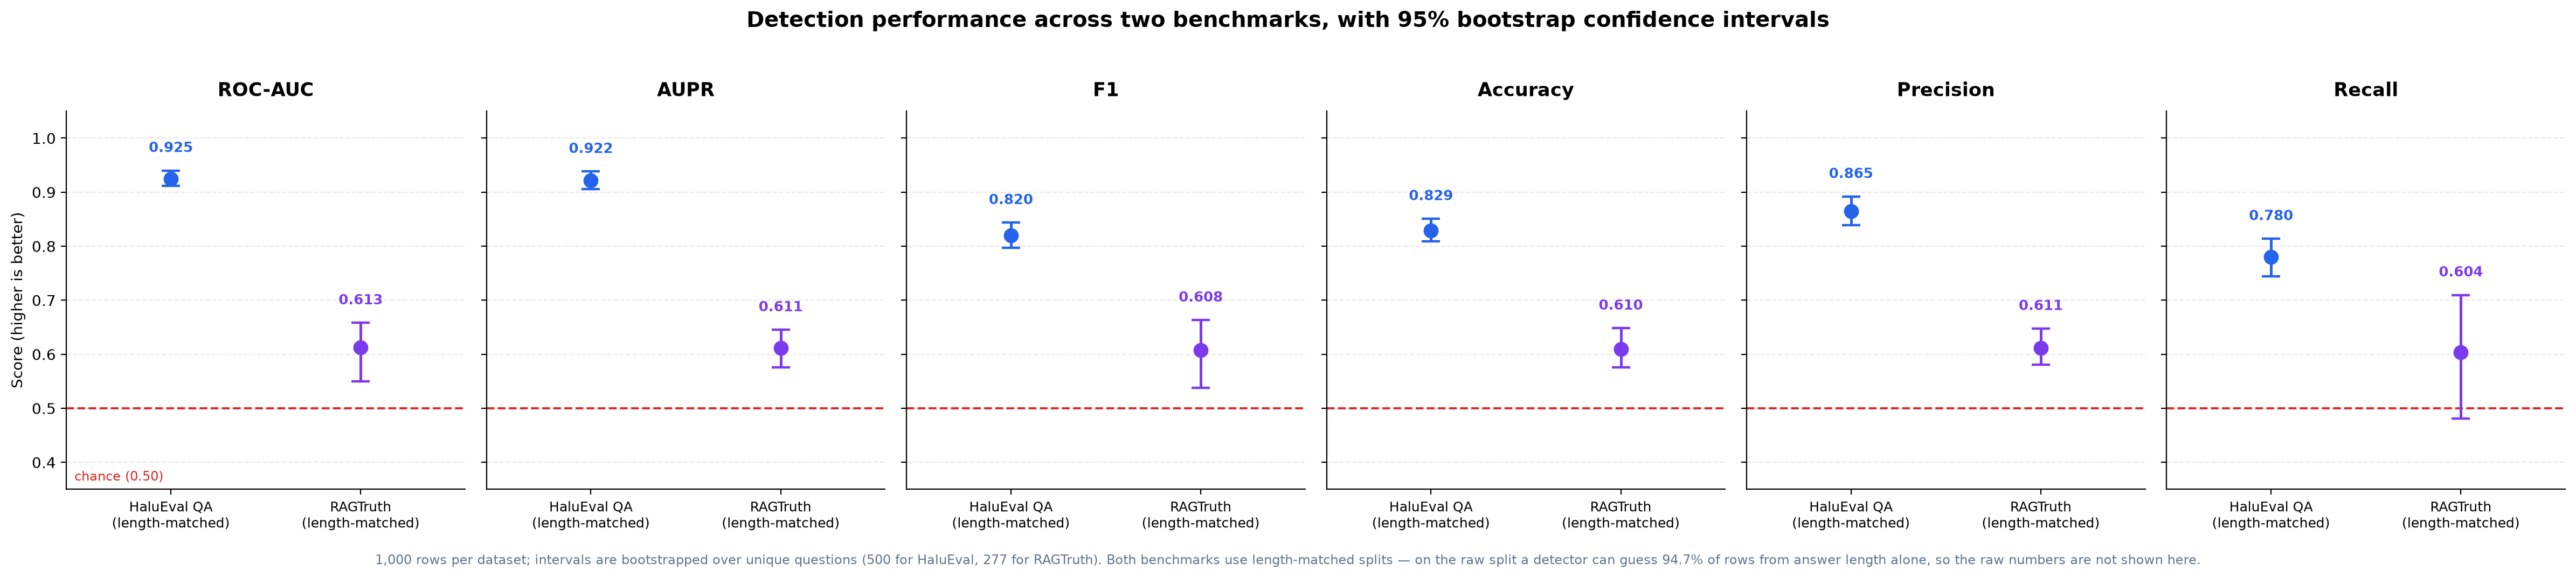 Detection performance across two benchmarks, with 95% bootstrap confidence intervals
ROC-AUC
Score (higher is better)
1.0
0.9
0.8
0.7
0.6
0.5
0.4
0.925
0.613
chance (0.50)
HaluEval QA
(length-matched)
RAGTruth
(length-matched)
AUPR
0.922
0.611
HaluEval QA
(length-matched)
RAGTruth
(length-matched)
F1
0.820
0.608
HaluEval QA
(length-matched)
RAGTruth
(length-matched)
Accuracy
0.829
0.610
HaluEval QA
(length-matched)
RAGTruth
(length-matched)
Precision
0.865
0.611
HaluEval QA
(length-matched)
RAGTruth
(length-matched)
Recall
0.780
0.604
HaluEval QA
(length-matched)
RAGTruth
(length-matched)
1,000 rows per dataset; intervals are bootstrapped over unique questions (500 for HaluEval, 277 for RAGTruth). Both benchmarks use length-matched splits — on the raw split a detector can guess 94.7% of rows from answer length alone, so the raw numbers are not shown here.